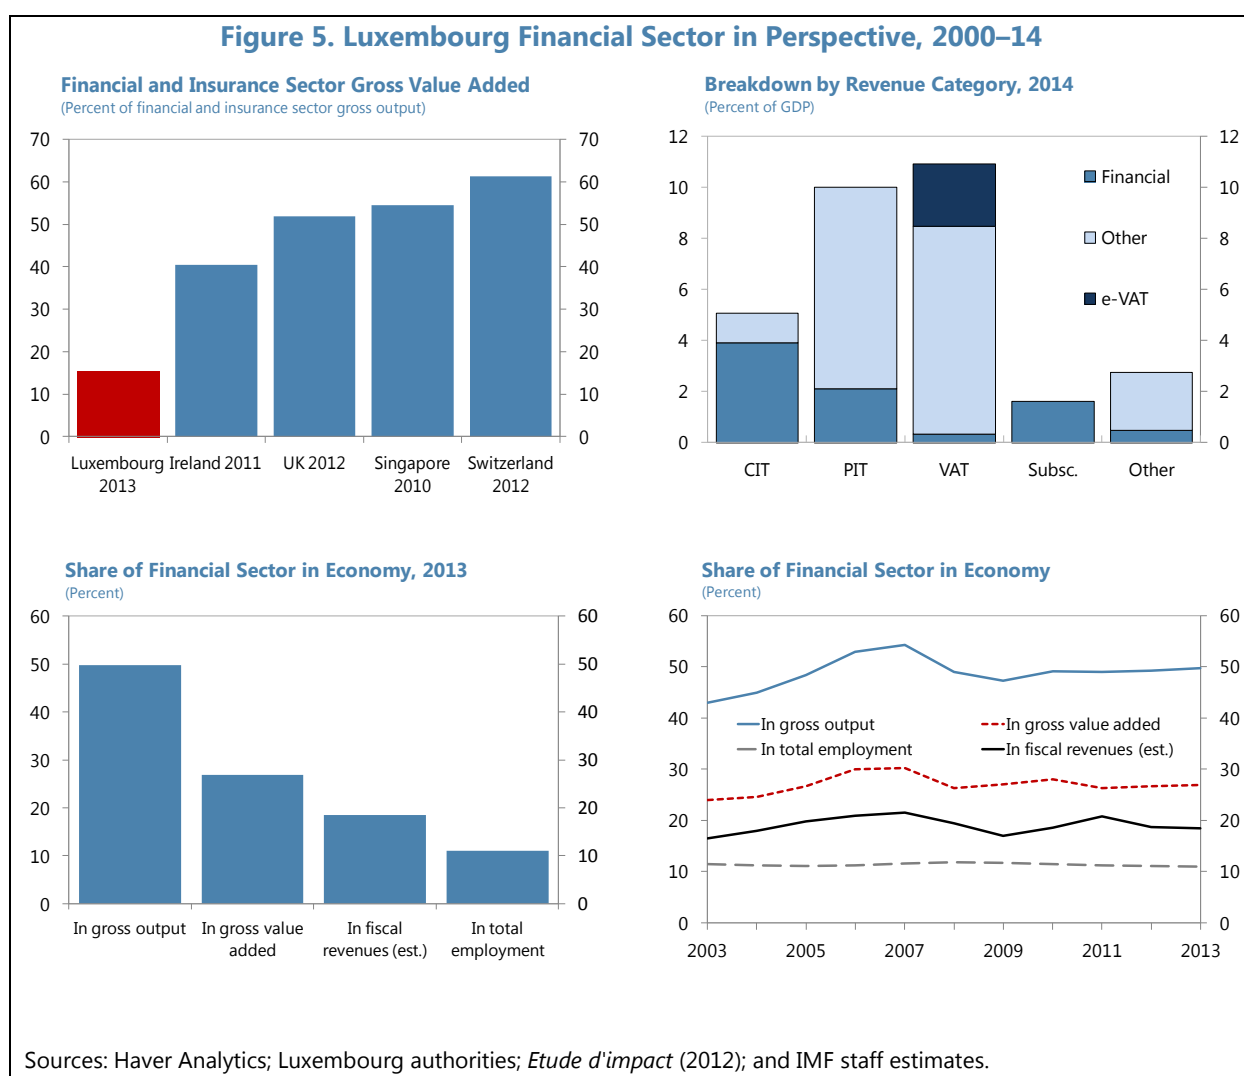 Figure 5. Luxembourg Financial Sector in Perspective, 2000–14
Financial and Insurance Sector Gross Value Added
(Percent of financial and insurance sector gross output)
70 70
60 60
50 50
40 40
30 30
20 20
10 10
0 0
Luxembourg Ireland 2011 UK 2012 Singapore Switzerland
2013 2010 2012
Breakdown by Revenue Category, 2014
(Percent of GDP)
12 12
10 10
8 8
6 6
4 4
2 2
0 0
Financial
Other
e-VAT
CIT PIT VAT Subsc. Other
Share of Financial Sector in Economy, 2013
(Percent)
60 60
50 50
40 40
30 30
20 20
10 10
0 0
In gross output In gross value In fiscal In total
added revenues (est.) employment
Share of Financial Sector in Economy
(Percent)
60 60
50 50
40 40
30 30
20 20
10 10
0 0
In gross output In gross value added
In total employment In fiscal revenues (est.)
2003 2005 2007 2009 2011 2013
Sources: Haver Analytics; Luxembourg authorities; Etude d'impact (2012); and IMF staff estimates.